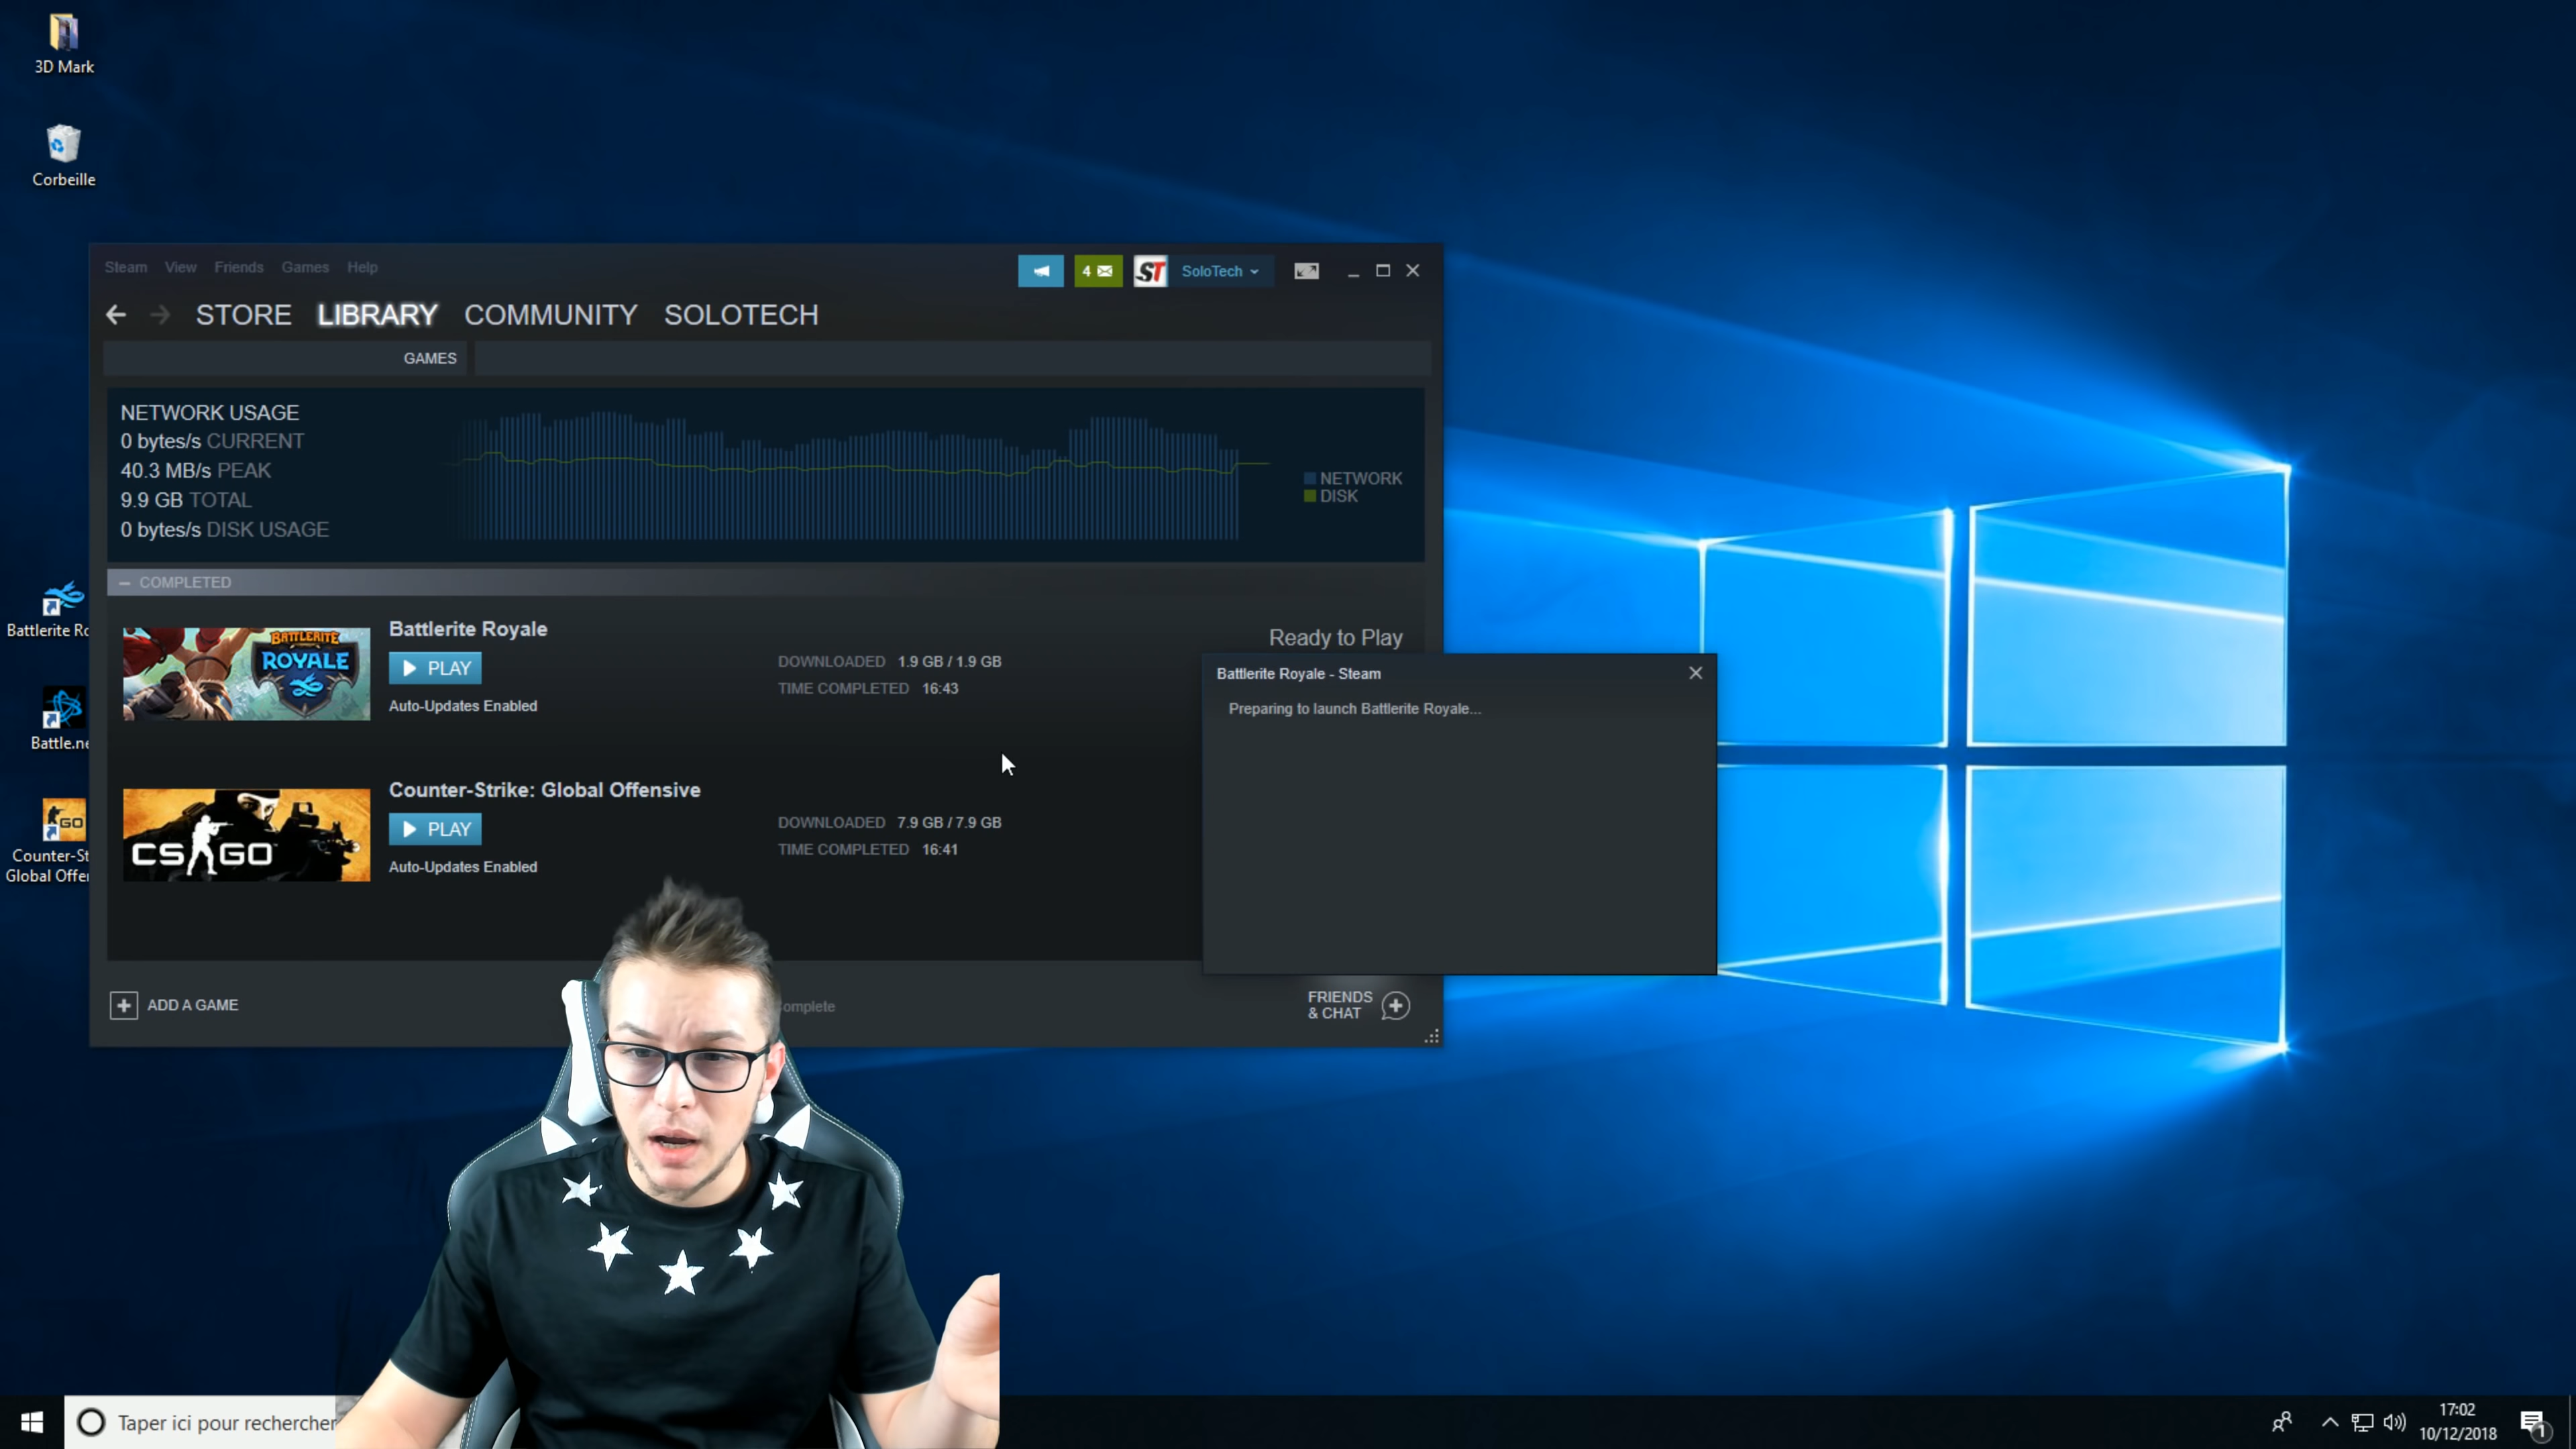 3D Mark
Corbeille
Steam View Friends Games Help
4
ST
SoloTech
STORE LIBRARY COMMUNITY SOLOTECH
GAMES
NETWORK USAGE
0 bytes/s CURRENT
40.3 MB/s PEAK
9.9 GB TOTAL
0 bytes/s DISK USAGE
NETWORK
DISK
COMPLETED
Battlerite Royale
PLAY
Auto-Updates Enabled
BATTLERITE
ROYALE
DOWNLOADED 1.9 GB / 1.9 GB
TIME COMPLETED 16:43
Ready to Play
Battlerite Royale - Steam
Preparing to launch Battlerite Royale...
Counter-Strike: Global Offensive
PLAY
Auto-Updates Enabled
CS GO
DOWNLOADED 7.9 GB / 7.9 GB
TIME COMPLETED 16:41
Battlerite Ro
Battle.ne
GO
Counter-St
Global Offe
ADD A GAME
omplete
FRIENDS
& CHAT
Taper ici pour rechercher
17:02
10/12/2018
1